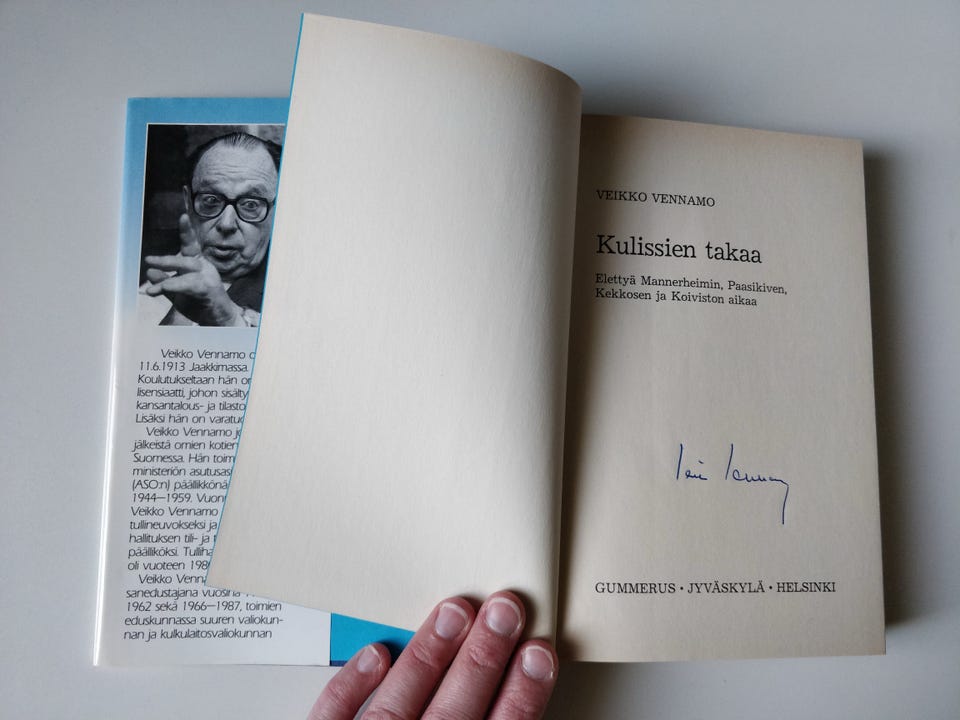 Veikko Vennamo
11.6.1913 Jaakkimassa.
Koulutukseltaan hän
lisensiaatti, johon
kansantalous- ja
Lisäksi hän on
Veikko Vennamo
jälkeistä omien
Suomessa. Hän
ministeriön
(ASO:n)
1944—1959.
Veikko Vennamo
tullineuvokseksi ja
hallituksen tili- ja
päälliköksi.
oli vuoteen
Veikko
sanedustajana vuosina
1962 sekä 1966—1987, toimien
eduskunnassa suuren valiokun-
nan ja kulkulaitosvaliokunnan
VEIKKO VENNAMO
Kulissien takaa
Elettyä Mannerheimin, Paasikiven,
Kekkosen ja Koiviston aikaa
GUMMERUS • JYVÄSKYLÄ • HELSINKI